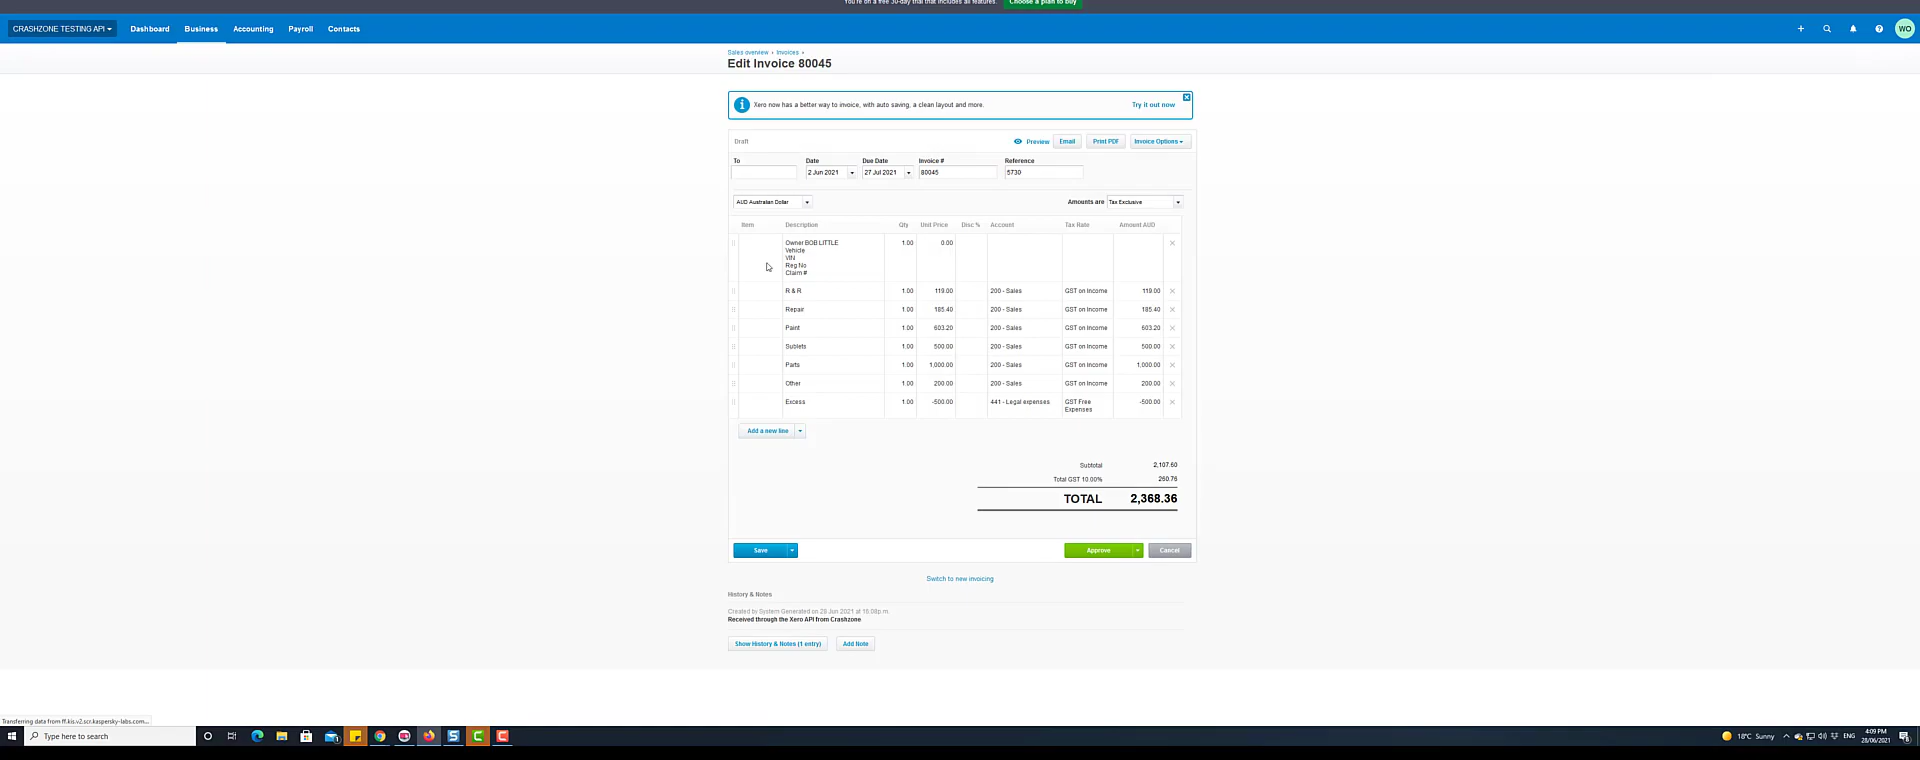 You're on a free 30-day trial that includes all features. Choose a plan to buy
CRASHZONE TESTING API Dashboard Business Accounting Payroll Contacts WO
Sales overview › Invoices ›
Edit Invoice 80045
Xero now has a better way to invoice, with auto saving, a clean layout and more. Try it out now
Draft Preview Email Print PDF Invoice Options
To Date Due Date Invoice # Reference
2 Jun 2021 27 Jul 2021 80045 5730
AUD Australian Dollar Amounts are Tax Exclusive
Item Description Qty Unit Price Disc % Account Tax Rate Amount AUD
Owner BOB LITTLE 1.00 0.00
Vehicle
VIN
Reg No
Claim #
R & R 1.00 119.00 200 - Sales GST on Income 119.00
Repair 1.00 185.40 200 - Sales GST on Income 185.40
Paint 1.00 603.20 200 - Sales GST on Income 603.20
Sublets 1.00 500.00 200 - Sales GST on Income 500.00
Parts 1.00 1,000.00 200 - Sales GST on Income 1,000.00
Other 1.00 200.00 200 - Sales GST on Income 200.00
Excess 1.00 -500.00 441 - Legal expenses GST Free -500.00
Expenses
Add a new line
Subtotal 2,107.60
Total GST 10.00% 260.76
TOTAL 2,368.36
Save Approve Cancel
Switch to new invoicing
History & Notes
Created by System Generated on 28 Jun 2021 at 16:08p.m.
Received through the Xero API from Crashzone
Show History & Notes (1 entry) Add Note
Transferring data from ff.kis.v2.scr.kaspersky-labs.com...
Type here to search 18°C Sunny ENG 4:09 PM
28/06/2021